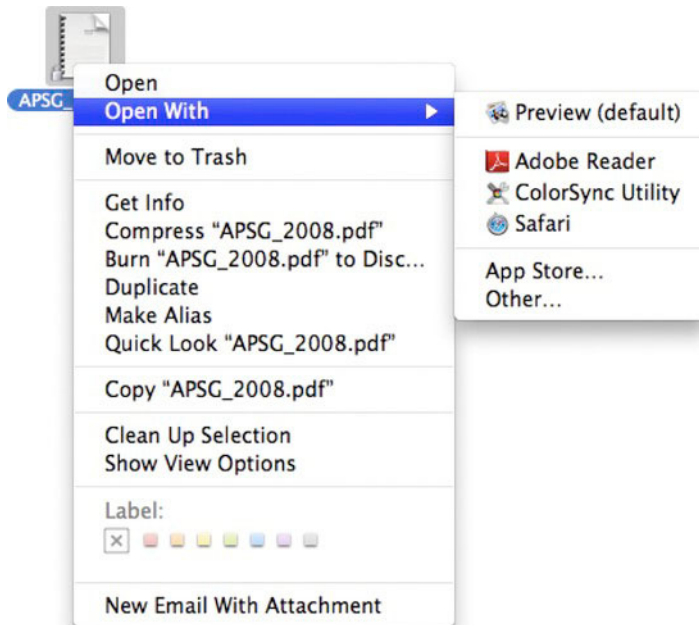 APSG_
Open
Open With
Move to Trash
Get Info
Compress “APSG_2008.pdf”
Burn “APSG_2008.pdf” to Disc...
Duplicate
Make Alias
Quick Look “APSG_2008.pdf”
Copy “APSG_2008.pdf”
Clean Up Selection
Show View Options
Label:
New Email With Attachment
Preview (default)
Adobe Reader
ColorSync Utility
Safari
App Store...
Other...